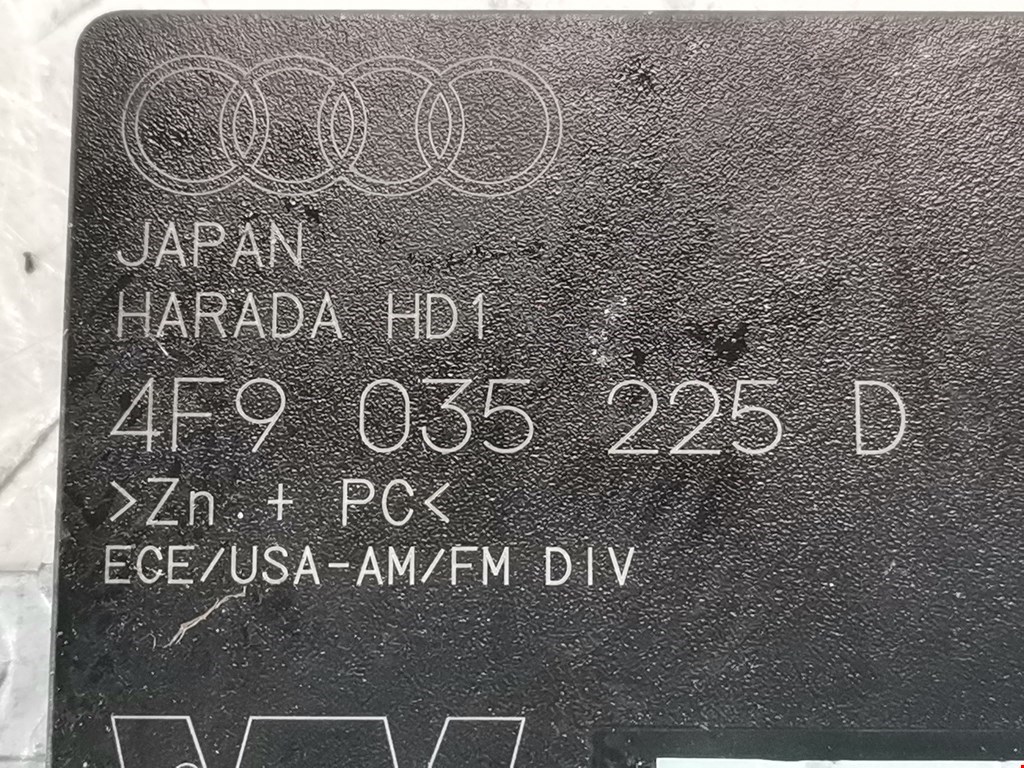 JAPAN
HARADA HD1
4F9 035 225 D
>Zn. + PC<
ECE/USA-AM/FM DIV